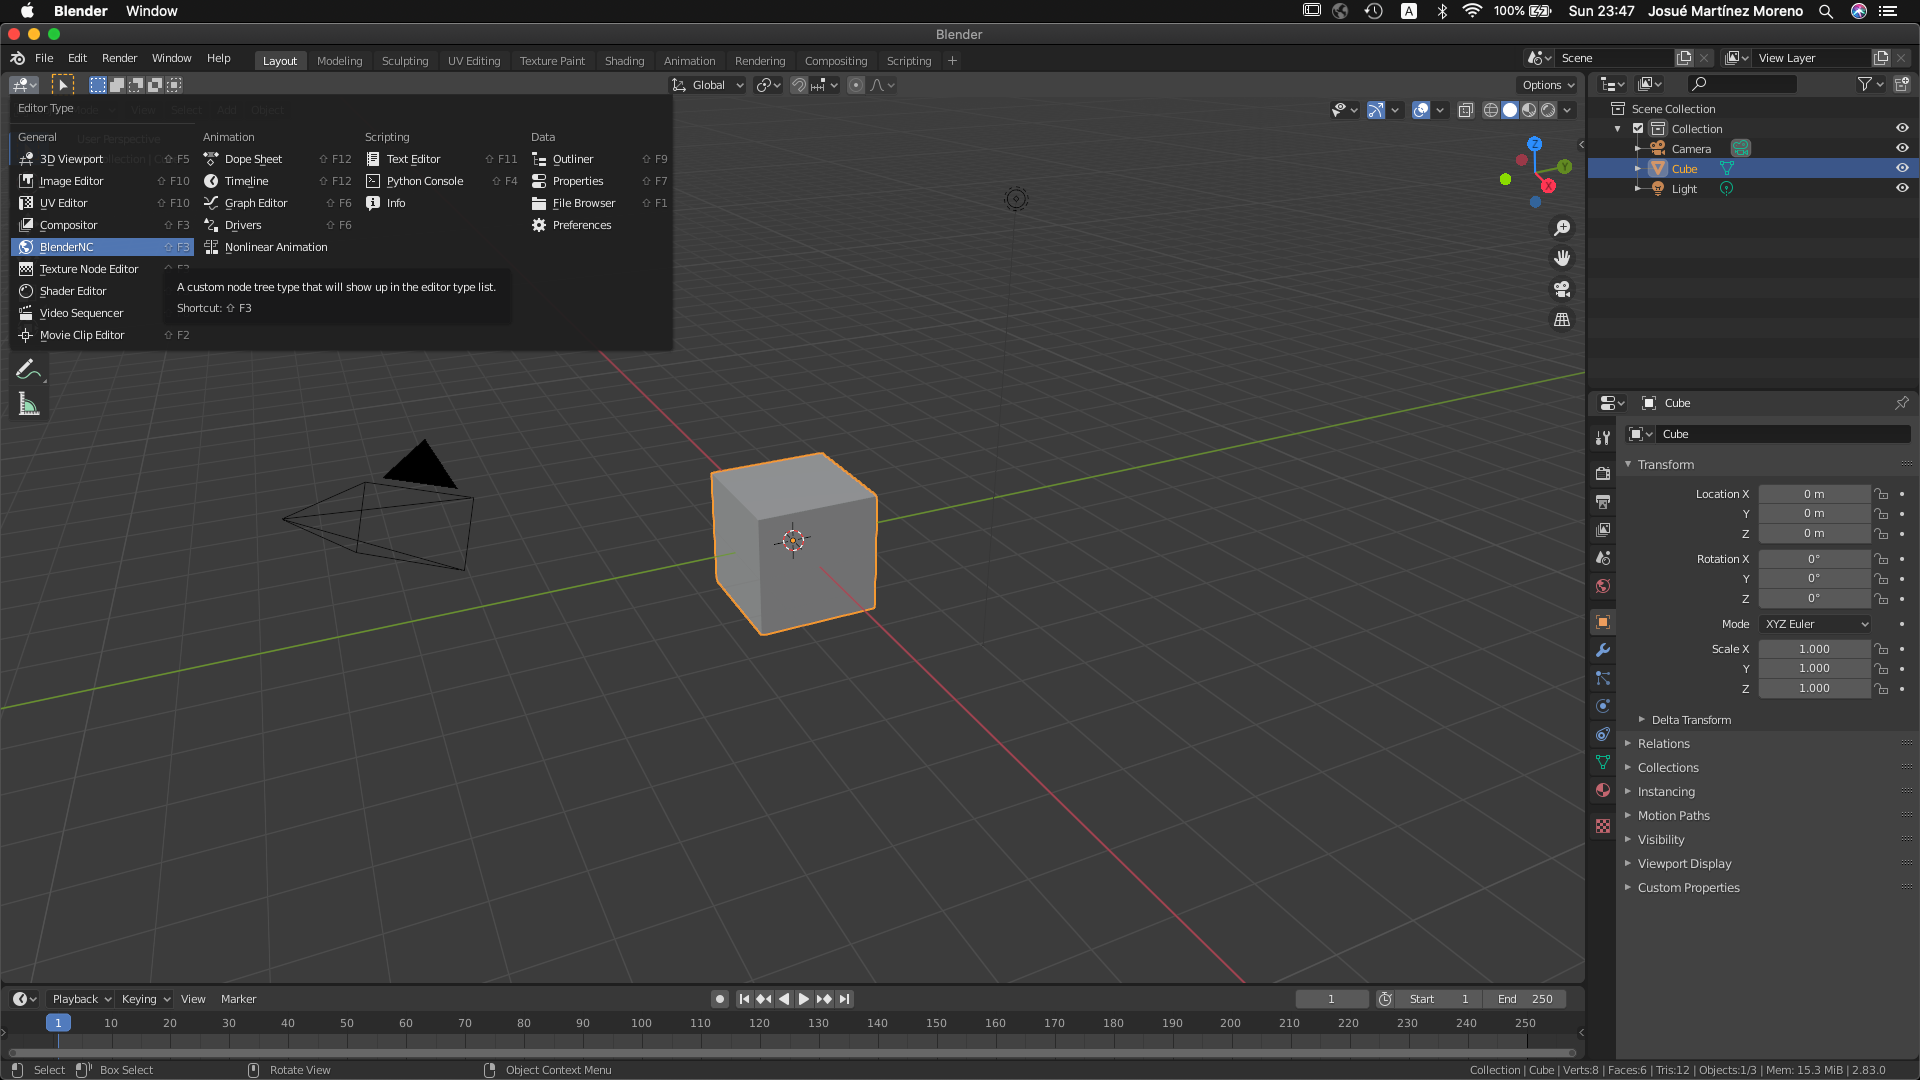 Blender Window
A 100% Sun 23:47 Josué Martínez Moreno
Blender
File Edit Render Window Help Layout Modeling Sculpting UV Editing Texture Paint Shading Animation Rendering Compositing Scripting + Scene View Layer
Global Options
Editor Type View Select Add Object
User Perspective
General Animation Scripting Data
3D Viewport ⇧ F5 Dope Sheet ⇧ F12 Text Editor ⇧ F11 Outliner ⇧ F9
Image Editor ⇧ F10 Timeline ⇧ F12 Python Console ⇧ F4 Properties ⇧ F7
UV Editor ⇧ F10 Graph Editor ⇧ F6 Info File Browser ⇧ F1
Compositor ⇧ F3 Drivers ⇧ F6 Preferences
BlenderNC ⇧ F3 Nonlinear Animation
Texture Node Editor ⇧ F3
Shader Editor
Video Sequencer
Movie Clip Editor ⇧ F2
A custom node tree type that will show up in the editor type list.
Shortcut: ⇧ F3
Z
Y
X
Scene Collection
Collection
Camera
Cube
Light
Cube
Cube
Transform
Location X 0 m
Y 0 m
Z 0 m
Rotation X 0°
Y 0°
Z 0°
Mode XYZ Euler
Scale X 1.000
Y 1.000
Z 1.000
Delta Transform
Relations
Collections
Instancing
Motion Paths
Visibility
Viewport Display
Custom Properties
Playback Keying View Marker 1 Start 1 End 250
1 10 20 30 40 50 60 70 80 90 100 110 120 130 140 150 160 170 180 190 200 210 220 230 240 250
Select Box Select Rotate View Object Context Menu Collection | Cube | Verts:8 | Faces:6 | Tris:12 | Objects:1/3 | Mem: 15.3 MiB | 2.83.0